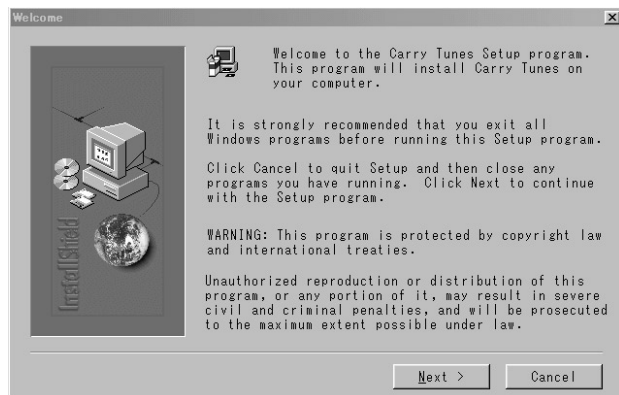 Welcome
Welcome to the Carry Tunes Setup program.
This program will install Carry Tunes on
your computer.
It is strongly recommended that you exit all
Windows programs before running this Setup program.
Click Cancel to quit Setup and then close any
programs you have running.  Click Next to continue
with the Setup program.
WARNING: This program is protected by copyright law
and international treaties.
Unauthorized reproduction or distribution of this
program, or any portion of it, may result in severe
civil and criminal penalties, and will be prosecuted
to the maximum extent possible under law.
InstallShield
Next >
Cancel